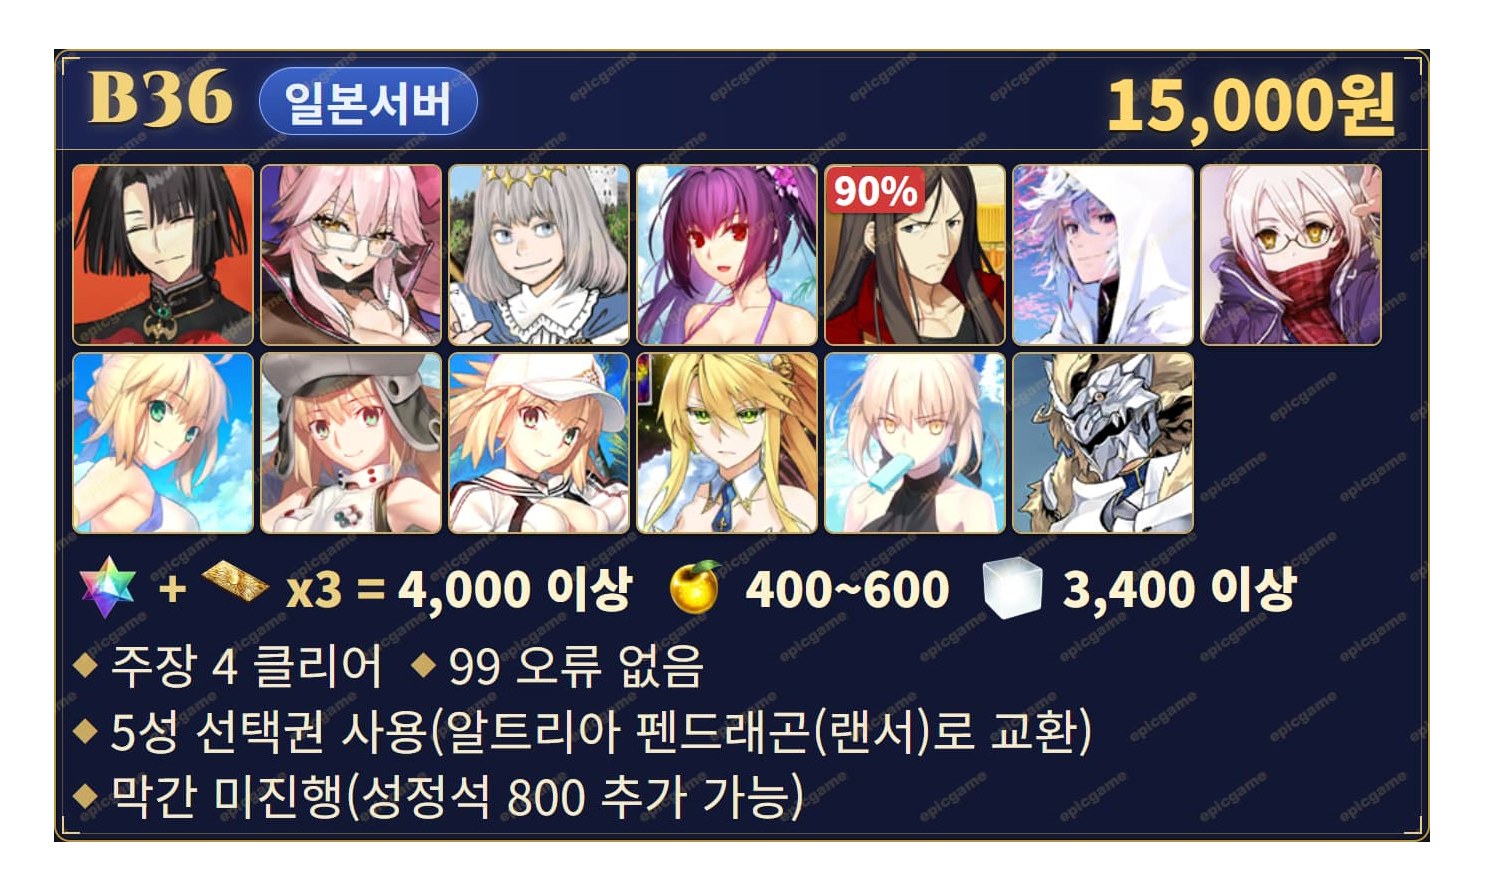 B36 일본서버 15,000원
90%
+ x3 = 4,000 이상 400~600 3,400 이상
◆ 주장 4 클리어 ◆ 99 오류 없음
◆ 5성 선택권 사용(알트리아 펜드래곤(랜서)로 교환)
◆ 막간 미진행(성정석 800 추가 가능)
epicgame